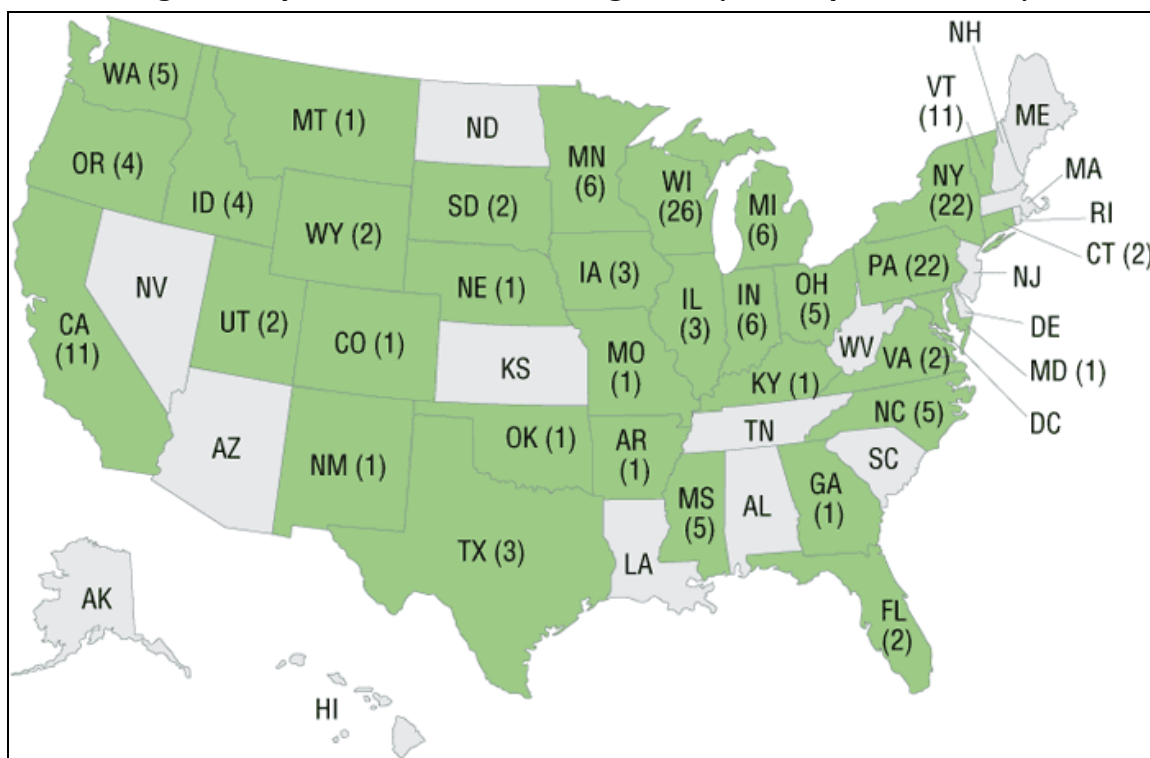 NH
WA (5)
VT
(11)
ME
MT (1)
ND
OR (4)
MN
(6)
MA
NY
(22)
WI
(26)
ID (4)
SD (2)
MI
(6)
RI
WY (2)
CT (2)
PA (22)
IA (3)
NJ
NV
NE (1)
OH
(5)
IL
(3)
IN
(6)
CA
(11)
UT (2)
DE
CO (1)
WV
VA (2)
MO
(1)
KS
MD (1)
KY (1)
NC (5)
DC
TN
OK (1)
AR
(1)
AZ
SC
NM (1)
GA
(1)
MS
(5)
AL
TX (3)
LA
AK
FL
(2)
HI